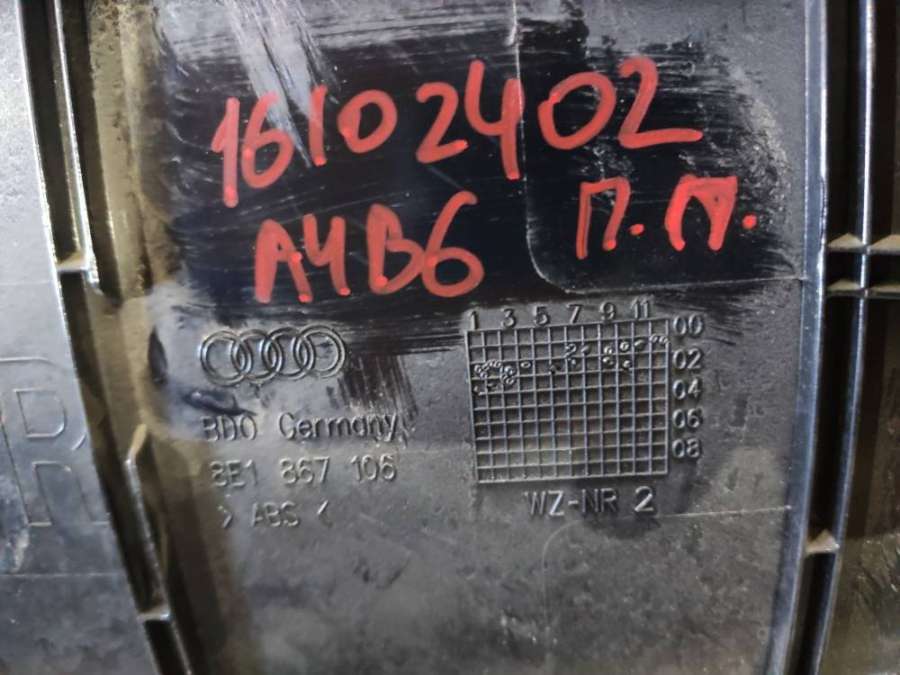 16102402
A4B6 П.П.
1 3 5 7 9 11
00
02
04
06
08
BDO Germany
8E1 867 106
> ABS <
WZ-NR 2
R